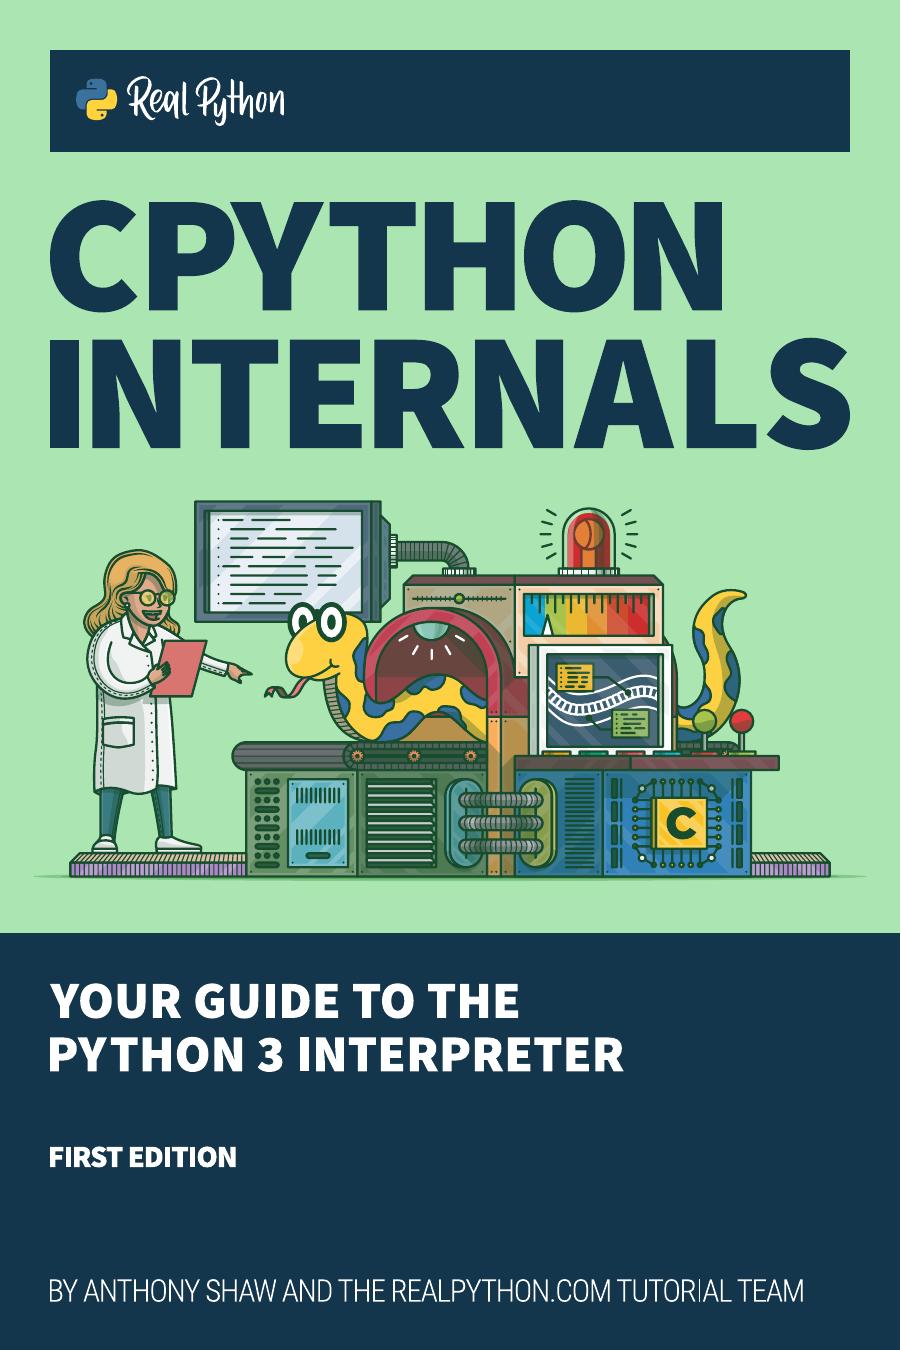 Real Python
CPYTHON
INTERNALS
C
YOUR GUIDE TO THE
PYTHON 3 INTERPRETER
FIRST EDITION
BY ANTHONY SHAW AND THE REALPYTHON.COM TUTORIAL TEAM